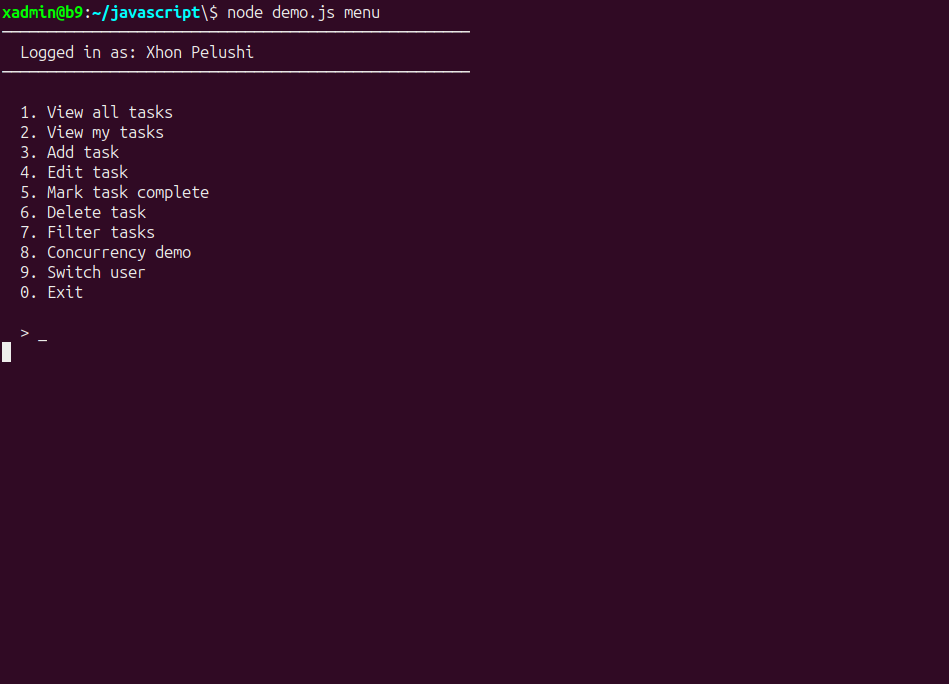 xadmin@b9:~/javascript\$ node demo.js menu
Logged in as: Xhon Pelushi
1. View all tasks
2. View my tasks
3. Add task
4. Edit task
5. Mark task complete
6. Delete task
7. Filter tasks
8. Concurrency demo
9. Switch user
0. Exit
> _